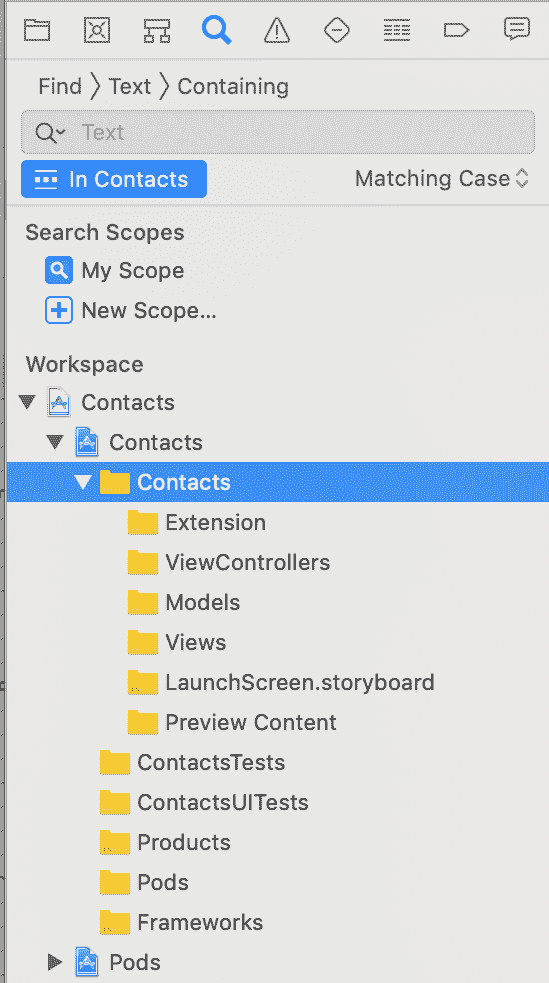 Find 〉Text 〉Containing
Text
In Contacts Matching Case
Search Scopes
My Scope
New Scope...
Workspace
Contacts
Contacts
Contacts
Extension
ViewControllers
Models
Views
LaunchScreen.storyboard
Preview Content
ContactsTests
ContactsUITests
Products
Pods
Frameworks
Pods